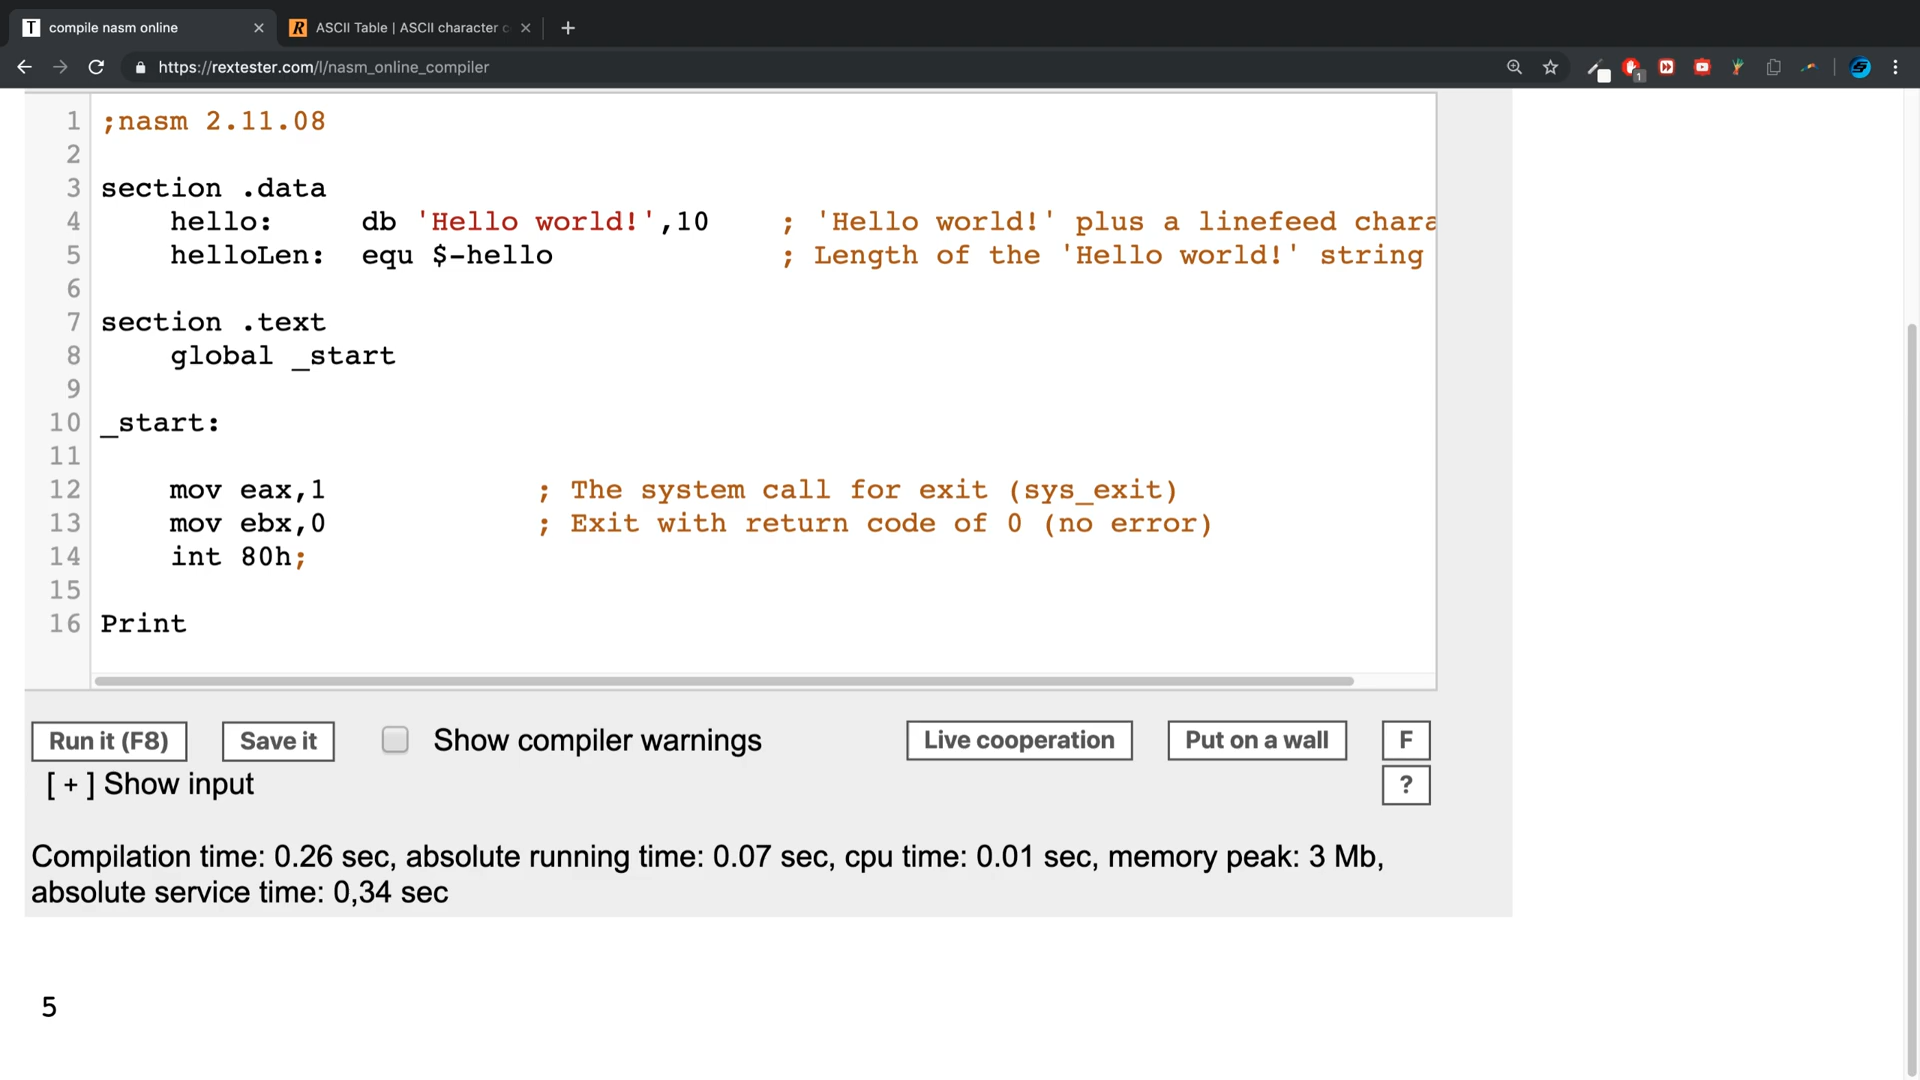 T compile nasm online
R ASCII Table | ASCII character
https://rextester.com/l/nasm_online_compiler
1
1 ;nasm 2.11.08
2
3 section .data
4 hello: db 'Hello world!',10 ; 'Hello world!' plus a linefeed chara
5 helloLen: equ $-hello ; Length of the 'Hello world!' string
6
7 section .text
8 global _start
9
10 _start:
11
12 mov eax,1 ; The system call for exit (sys_exit)
13 mov ebx,0 ; Exit with return code of 0 (no error)
14 int 80h;
15
16 Print
Run it (F8) Save it Show compiler warnings Live cooperation Put on a wall F
[ + ] Show input ?
Compilation time: 0.26 sec, absolute running time: 0.07 sec, cpu time: 0.01 sec, memory peak: 3 Mb,
absolute service time: 0,34 sec
5